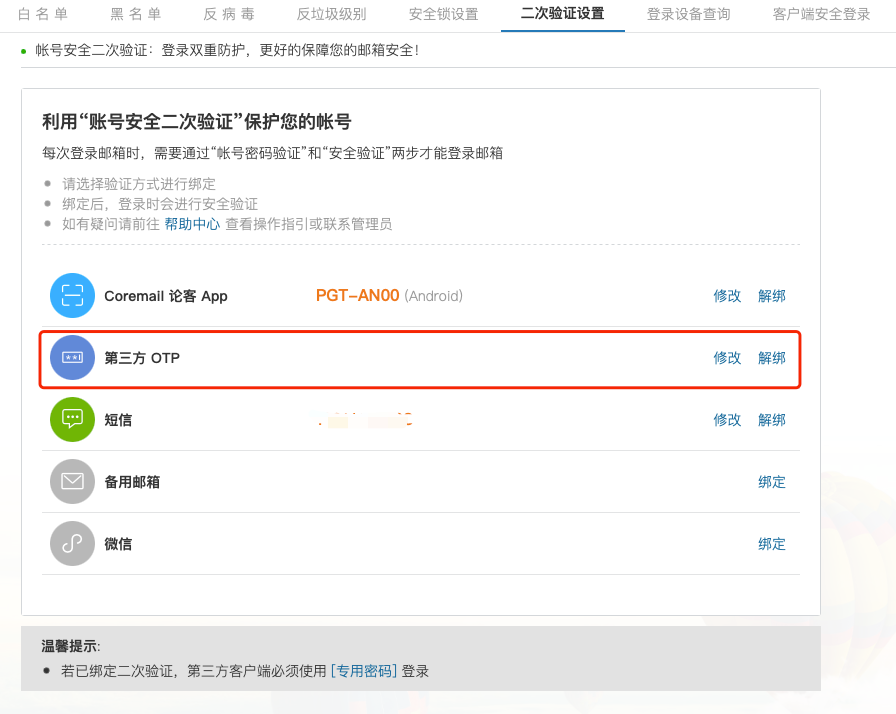 白 名 单 黑 名 单 反 病 毒 反垃圾级别 安全锁设置 二次验证设置 登录设备查询 客户端安全登录
帐号安全二次验证：登录双重防护，更好的保障您的邮箱安全！
利用“账号安全二次验证”保护您的帐号
每次登录邮箱时，需要通过“帐号密码验证”和“安全验证”两步才能登录邮箱
请选择验证方式进行绑定
绑定后，登录时会进行安全验证
如有疑问请前往 帮助中心 查看操作指引或联系管理员
Coremail 论客 App PGT-AN00 (Android) 修改 解绑
第三方 OTP 修改 解绑
短信 修改 解绑
备用邮箱 绑定
微信 绑定
温馨提示:
若已绑定二次验证，第三方客户端必须使用 [专用密码] 登录